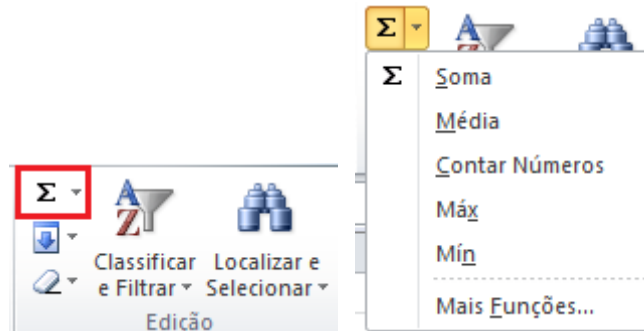 Σ
Classificar e Filtrar
Localizar e Selecionar
Edição
Σ
Σ Soma
Média
Contar Números
Máx
Mín
Mais Funções...